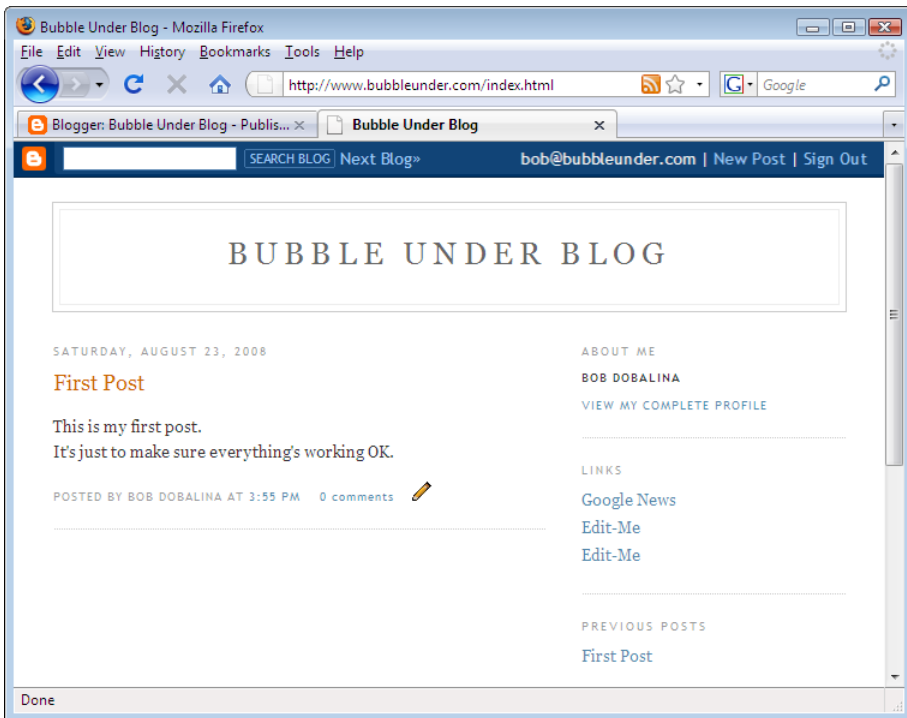 Bubble Under Blog - Mozilla Firefox
File Edit View History Bookmarks Tools Help
http://www.bubbleunder.com/index.html
G Google
Blogger: Bubble Under Blog - Publis...
Bubble Under Blog
SEARCH BLOG Next Blog» bob@bubbleunder.com | New Post | Sign Out
BUBBLE UNDER BLOG
SATURDAY, AUGUST 23, 2008
First Post
This is my first post.
It's just to make sure everything's working OK.
POSTED BY BOB DOBALINA AT 3:55 PM 0 comments
ABOUT ME
BOB DOBALINA
VIEW MY COMPLETE PROFILE
LINKS
Google News
Edit-Me
Edit-Me
PREVIOUS POSTS
First Post
Done